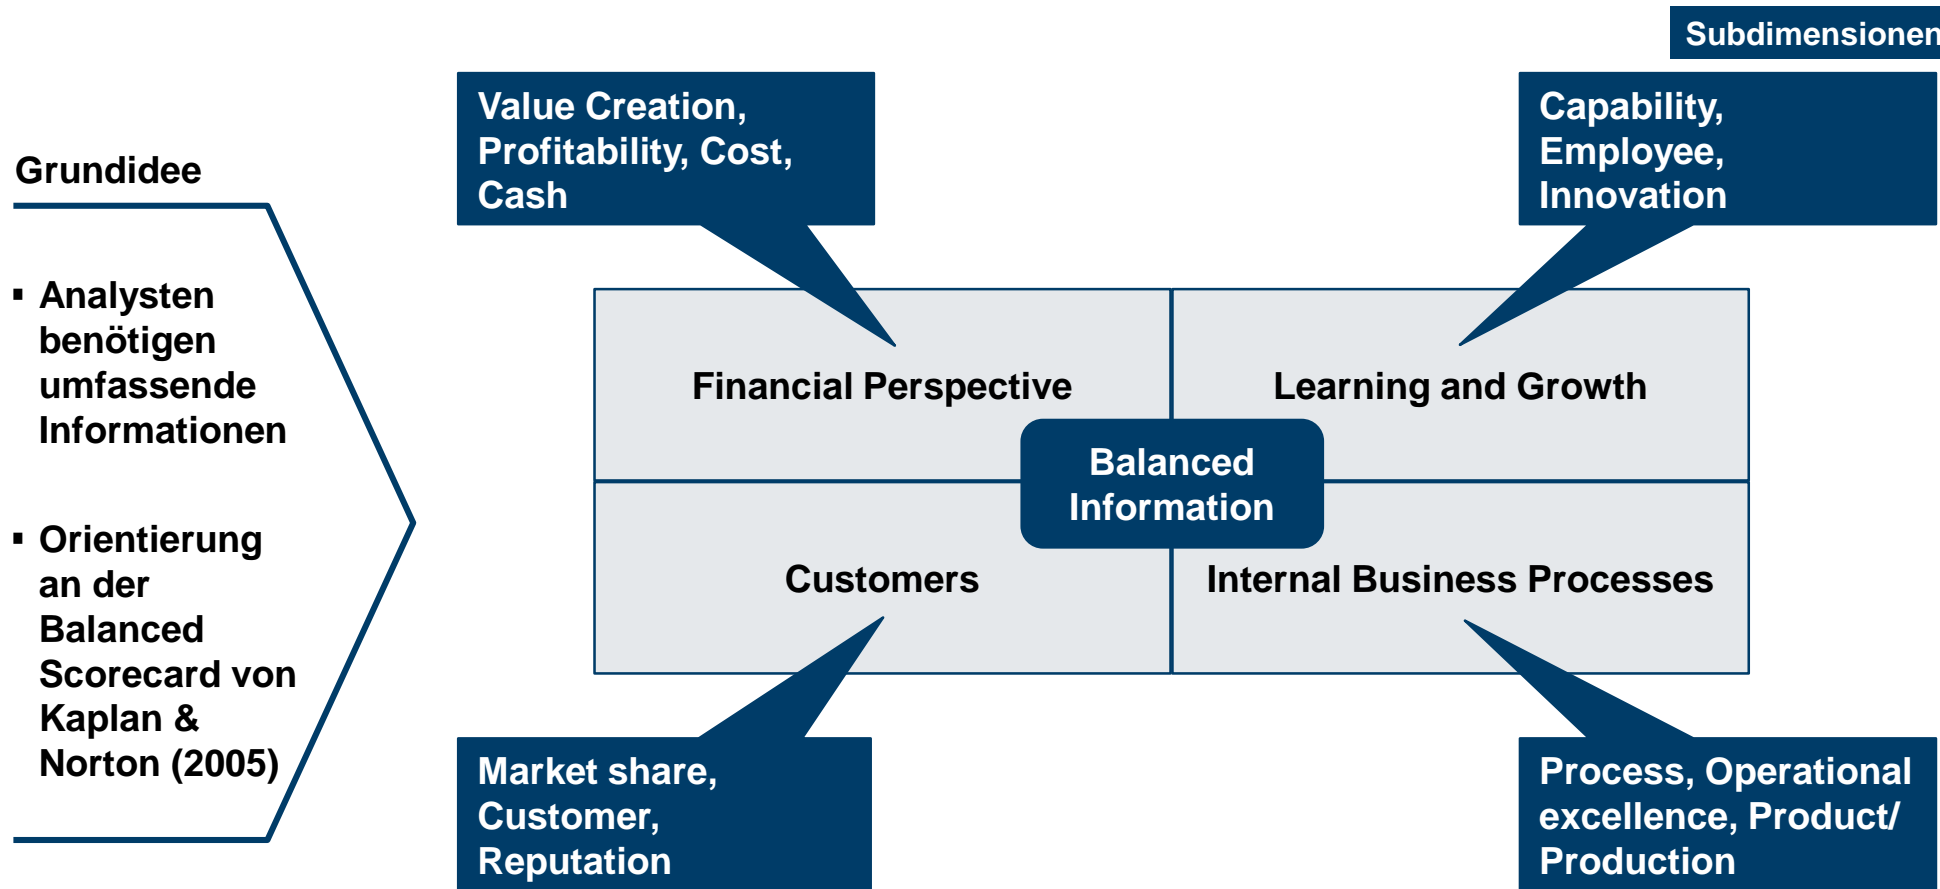 Subdimensionen
Grundidee
▪ Analysten
benötigen
umfassende
Informationen
▪ Orientierung
an der
Balanced
Scorecard von
Kaplan &
Norton (2005)
Value Creation,
Profitability, Cost,
Cash
Capability,
Employee,
Innovation
Financial Perspective
Learning and Growth
Balanced
Information
Customers
Internal Business Processes
Market share,
Customer,
Reputation
Process, Operational
excellence, Product/
Production